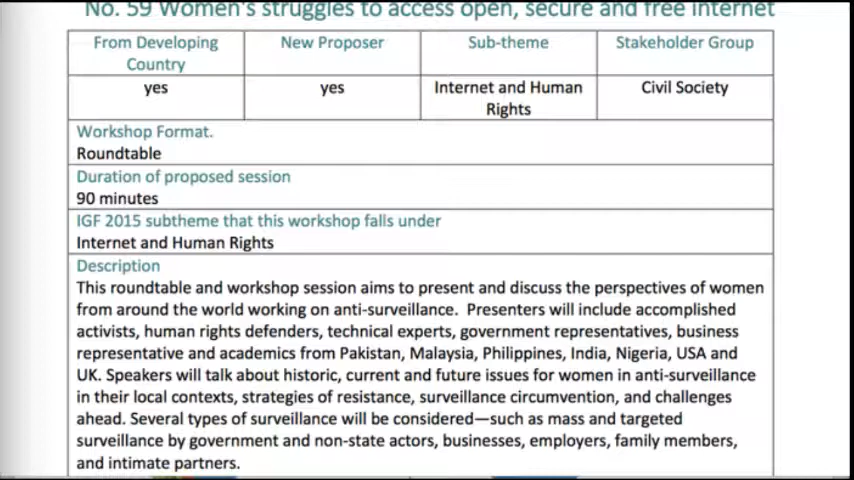 No. 59 Women's struggles to access open, secure and free internet
From Developing Country
New Proposer
Sub-theme
Stakeholder Group
yes
yes
Internet and Human Rights
Civil Society
Workshop Format.
Roundtable
Duration of proposed session
90 minutes
IGF 2015 subtheme that this workshop falls under
Internet and Human Rights
Description
This roundtable and workshop session aims to present and discuss the perspectives of women
from around the world working on anti-surveillance.  Presenters will include accomplished
activists, human rights defenders, technical experts, government representatives, business
representative and academics from Pakistan, Malaysia, Philippines, India, Nigeria, USA and
UK. Speakers will talk about historic, current and future issues for women in anti-surveillance
in their local contexts, strategies of resistance, surveillance circumvention, and challenges
ahead. Several types of surveillance will be considered—such as mass and targeted
surveillance by government and non-state actors, businesses, employers, family members,
and intimate partners.